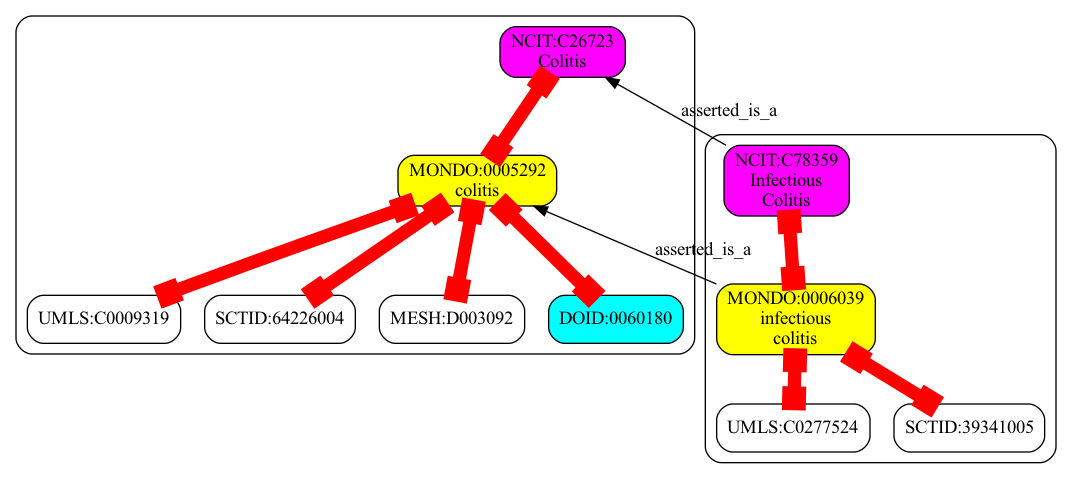 NCIT:C26723
Colitis
asserted_is_a
NCIT:C78359
Infectious
Colitis
MONDO:0005292
colitis
asserted_is_a
UMLS:C0009319
SCTID:64226004
MESH:D003092
DOID:0060180
MONDO:0006039
infectious
colitis
UMLS:C0277524
SCTID:39341005